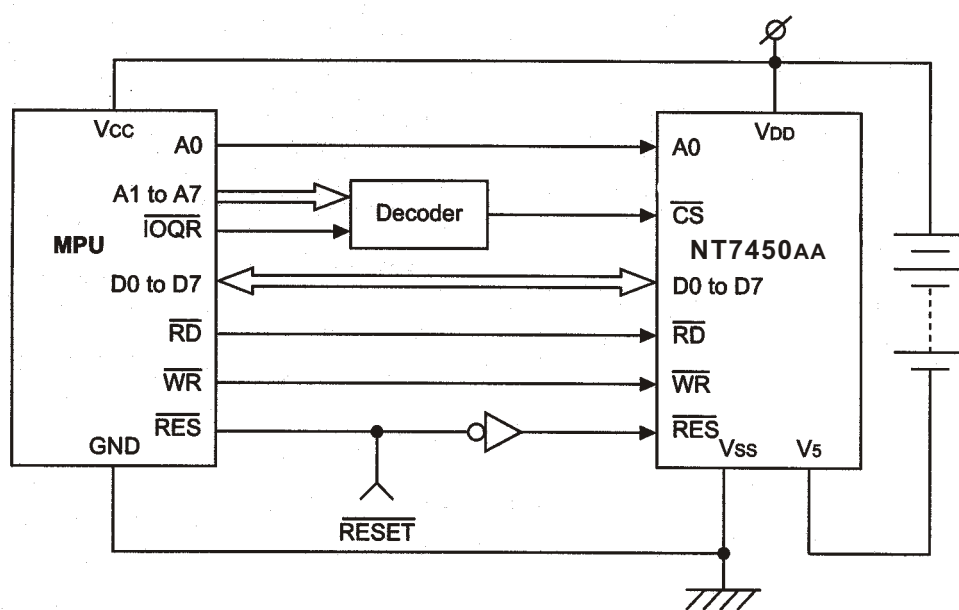 VCC
A0
A1 to A7
IOQR
MPU
D0 to D7
RD
WR
RES
GND
Decoder
RESET
VDD
A0
CS
NT7450AA
D0 to D7
RD
WR
RES
VSS
V5